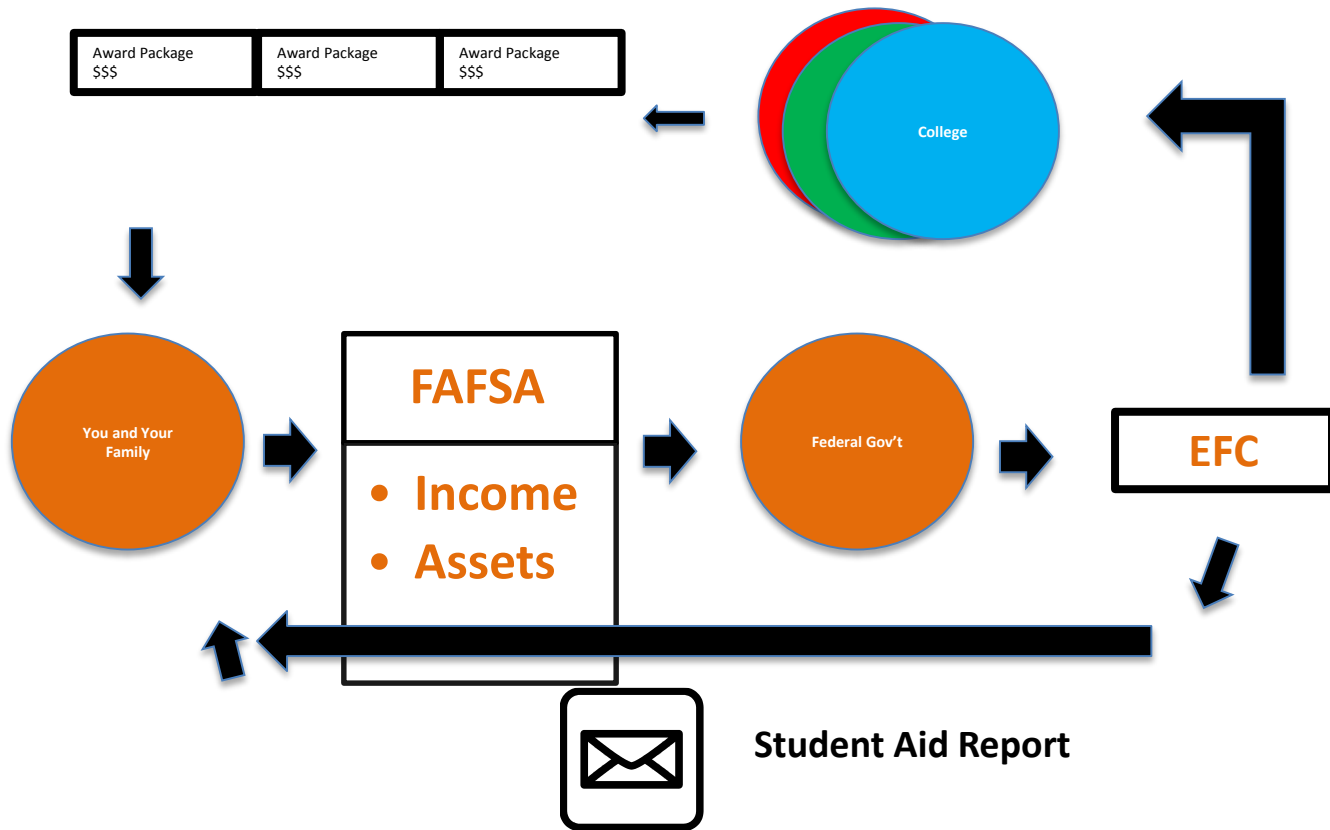 Award Package
$$$
Award Package
$$$
Award Package
$$$
College
You and Your
Family
FAFSA
• Income
• Assets
Federal Gov’t
EFC
Student Aid Report